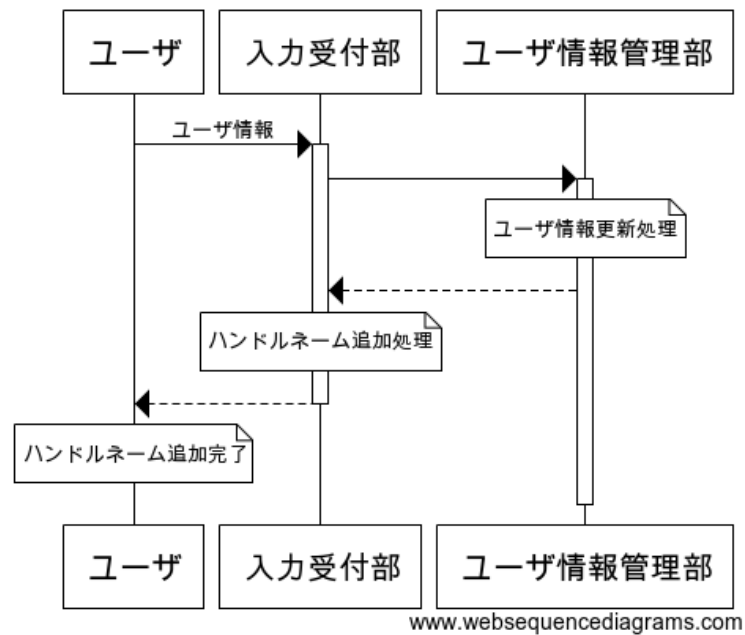 ユーザ
入力受付部
ユーザ情報管理部
ユーザ情報
ユーザ情報更新処理
ハンドルネーム追加処理
ハンドルネーム追加完了
ユーザ
入力受付部
ユーザ情報管理部
www.websequencediagrams.com